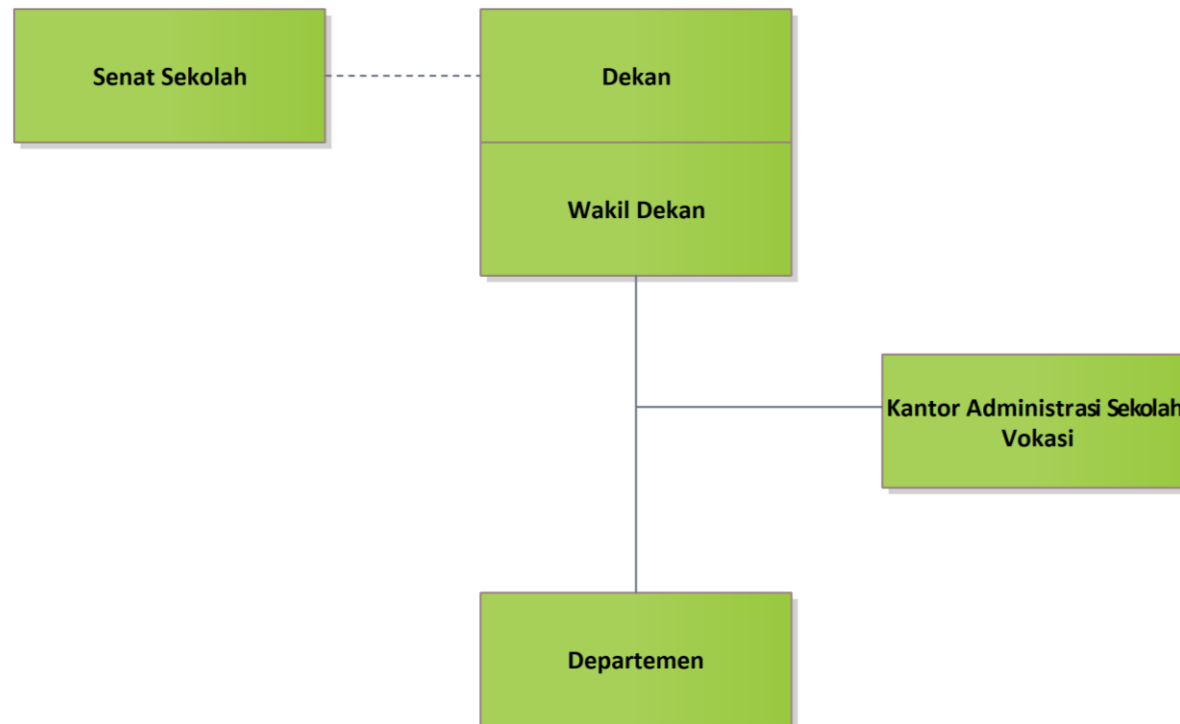 Senat Sekolah
Dekan
Wakil Dekan
Kantor Administrasi Sekolah
Vokasi
Departemen